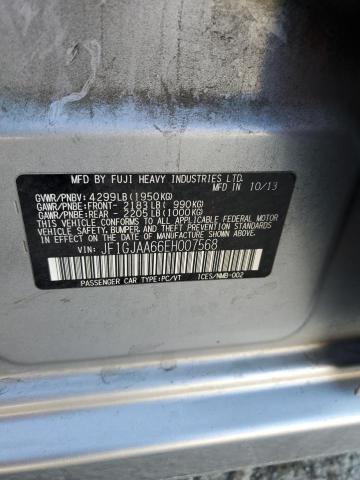 MFD BY FUJI HEAVY INDUSTRIES LTD.
GVWR/PNBV: 4299LB(1950KG) IN 10/13
GAWR/PNBE:FRONT- 2183LB( 990KG)
GAWR/PNBE:REAR - 2205LB(1000KG)
THIS VEHICLE CONFORMS TO ALL APPLICABLE
FEDERAL MOTOR VEHICLE SAFETY, BUMPER,
AND THEFT PREVENTION STANDARDS IN EFFECT
ON THE DATE OF MANUFACTURE SHOWN ABOVE.
VIN: JF1GJAA66EH007568
PASSENGER CAR TYPE:PC/VT ICES/NMB-002